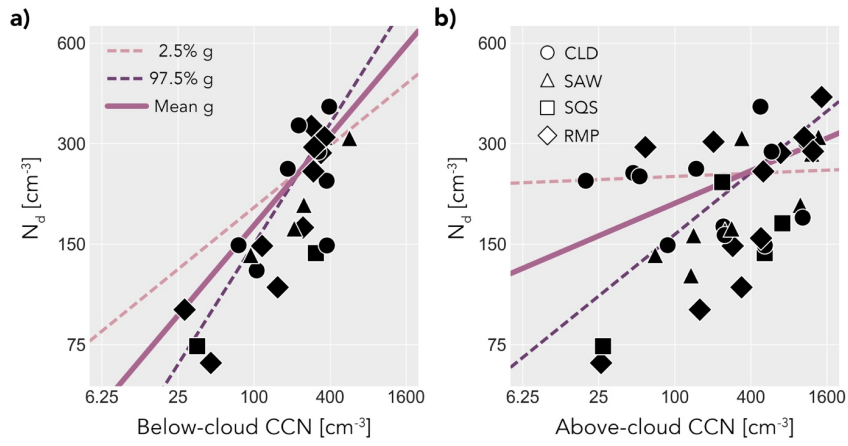 a)
2.5% g
97.5% g
Mean g
600
300
150
75
N_d [cm⁻³]
6.25 25 100 400 1600
Below-cloud CCN [cm⁻³]
b)
CLD
SAW
SQS
RMP
600
300
150
75
N_d [cm⁻³]
6.25 25 100 400 1600
Above-cloud CCN [cm⁻³]